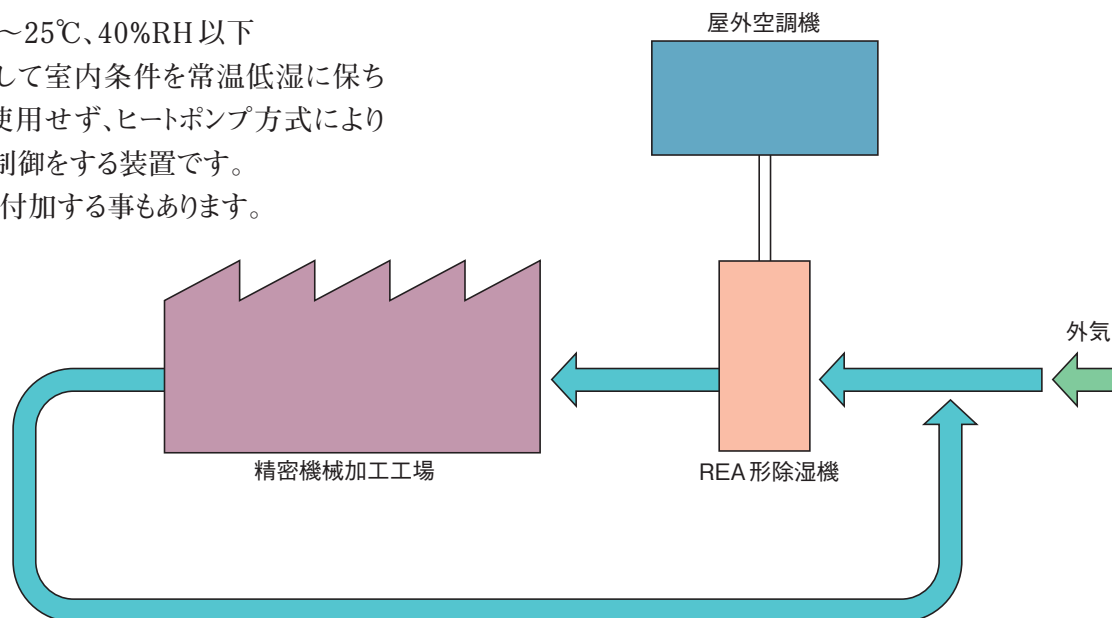 ～25℃、40%RH以下
して室内条件を常温低湿に保ち
使用せず、ヒートポンプ方式により
制御をする装置です。
付加する事もあります。
屋外空調機
外気
精密機械加工工場
REA形除湿機